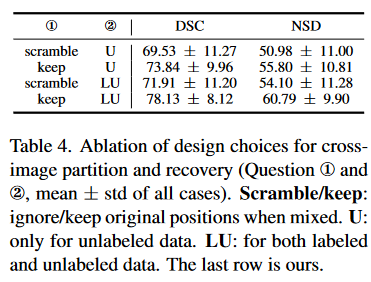 ① ② DSC NSD
scramble U 69.53 ± 11.27 50.98 ± 11.00
keep U 73.84 ± 9.96 55.80 ± 10.81
scramble LU 71.91 ± 11.20 54.10 ± 11.28
keep LU 78.13 ± 8.12 60.79 ± 9.90
Table 4. Ablation of design choices for cross-
image partition and recovery (Question ① and
②, mean ± std of all cases). Scramble/keep:
ignore/keep original positions when mixed. U:
only for unlabeled data. LU: for both labeled
and unlabeled data. The last row is ours.